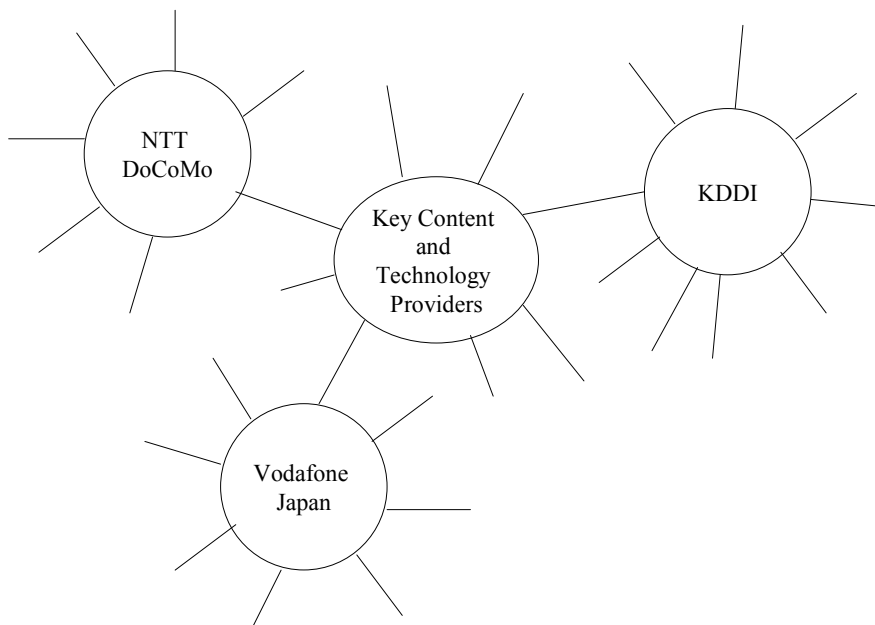 NTT
DoCoMo
Key Content
and
Technology
Providers
KDDI
Vodafone
Japan